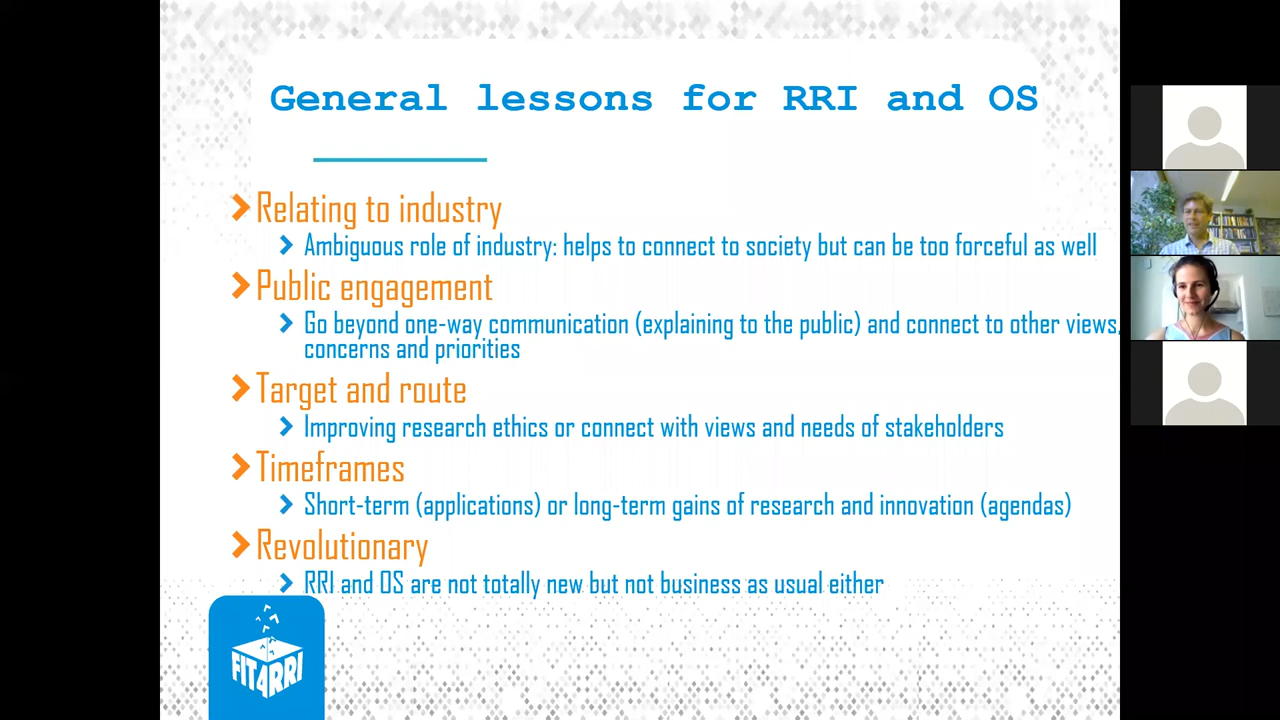 General lessons for RRI and OS
Relating to industry
Ambiguous role of industry: helps to connect to society but can be too forceful as well
Public engagement
Go beyond one-way communication (explaining to the public) and connect to other views,
concerns and priorities
Target and route
Improving research ethics or connect with views and needs of stakeholders
Timeframes
Short-term (applications) or long-term gains of research and innovation (agendas)
Revolutionary
RRI and OS are not totally new but not business as usual either
FIT4RRI